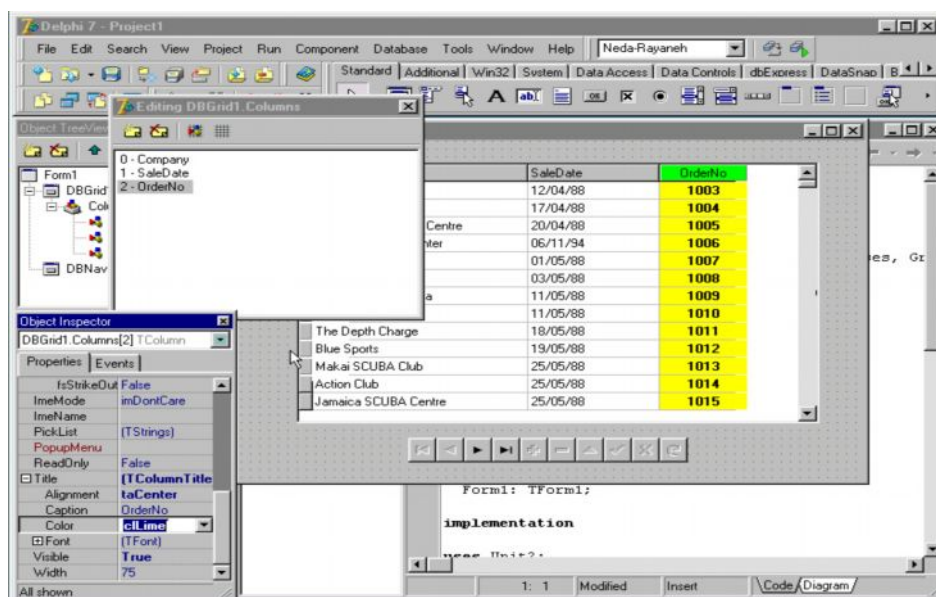 Delphi 7 - Project1
File Edit Search View Project Run Component Database Tools Window Help Neda-Rayaneh
Standard Additional Win32 System Data Access Data Controls dbExpress DataSnap B
Editing DBGrid1.Columns
0 - Company
1 - SaleDate
2 - OrderNo
Object TreeView
Form1
DBGrid
Col
DBNav
SaleDate OrderNo
12/04/88 1003
17/04/88 1004
Centre 20/04/88 1005
nter 06/11/94 1006
01/05/88 1007
03/05/88 1008
a 11/05/88 1009
11/05/88 1010
The Depth Charge 18/05/88 1011
Blue Sports 19/05/88 1012
Makai SCUBA Club 25/05/88 1013
Action Club 25/05/88 1014
Jamaica SCUBA Centre 25/05/88 1015
es, Gr
Object Inspector
DBGrid1.Columns[2] TColumn
Properties Events
fsStrikeOut False
ImeMode imDontCare
ImeName
PickList (TStrings)
PopupMenu
ReadOnly False
Title (TColumnTitle
Alignment taCenter
Caption OrderNo
Color clLime
Font (TFont)
Visible True
Width 75
All shown
Form1: TForm1;
implementation
uses Unit2;
1: 1 Modified Insert Code Diagram